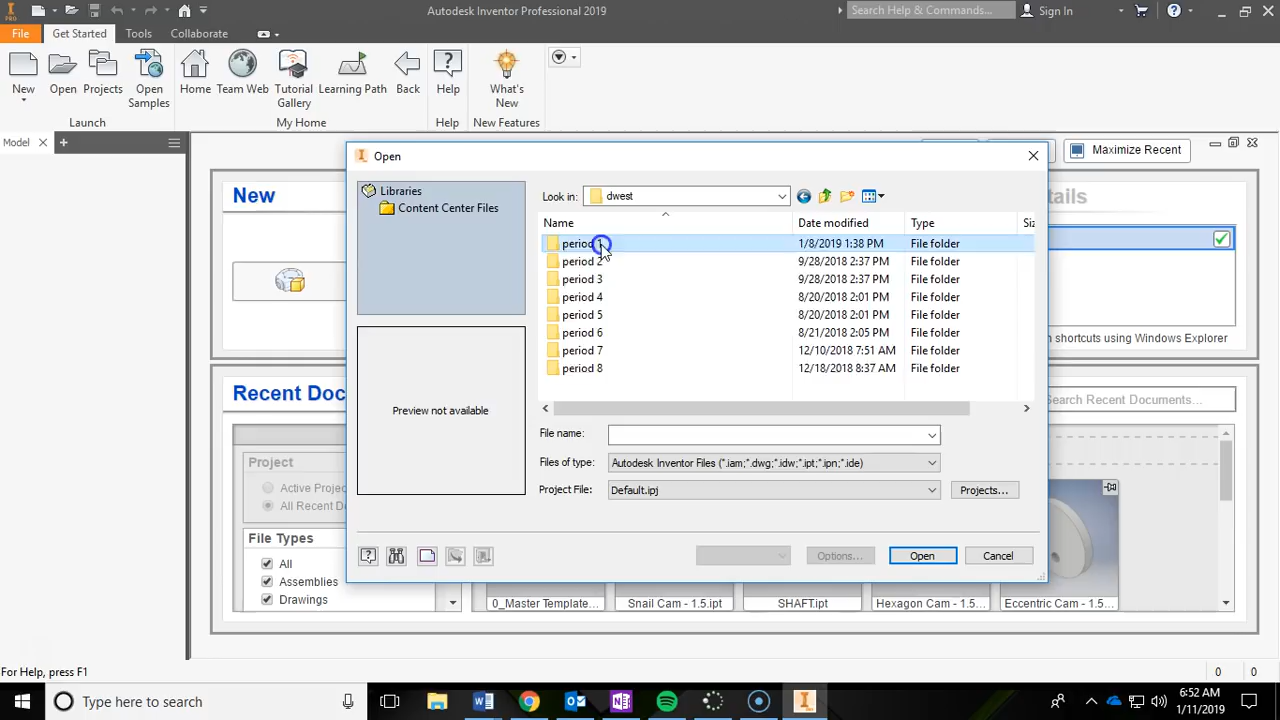 Autodesk Inventor Professional 2019
Search Help & Commands...
Sign In
PRO
File
Get Started
Tools
Collaborate
New
Open
Projects
Open Samples
Home
Team Web
Tutorial Gallery
Learning Path
Back
Help
What's New
Launch
My Home
Help
New Features
Model
Maximize Recent
New
Open
Libraries
Content Center Files
Look in:
dwest
Name
Date modified
Type
period
1/8/2019 1:38 PM
File folder
period 2
9/28/2018 2:37 PM
File folder
period 3
9/28/2018 2:37 PM
File folder
period 4
8/20/2018 2:01 PM
File folder
period 5
8/20/2018 2:01 PM
File folder
period 6
8/21/2018 2:05 PM
File folder
period 7
12/10/2018 7:51 AM
File folder
period 8
12/18/2018 8:37 AM
File folder
Preview not available
File name:
Files of type:
Autodesk Inventor Files (*.iam;*.dwg;*.idw;*.ipt;*.ipn;*.ide)
Project File:
Default.ipj
Projects...
Options...
Open
Cancel
shortcuts using Windows Explorer
Search Recent Documents...
Project
All Recent
File Types
All
Assemblies
Drawings
0_Master Template...
Snail Cam - 1.5.ipt
SHAFT.ipt
Hexagon Cam - 1.5...
Eccentric Cam - 1.5...
For Help, press F1
0
0
Type here to search
6:52 AM
1/11/2019